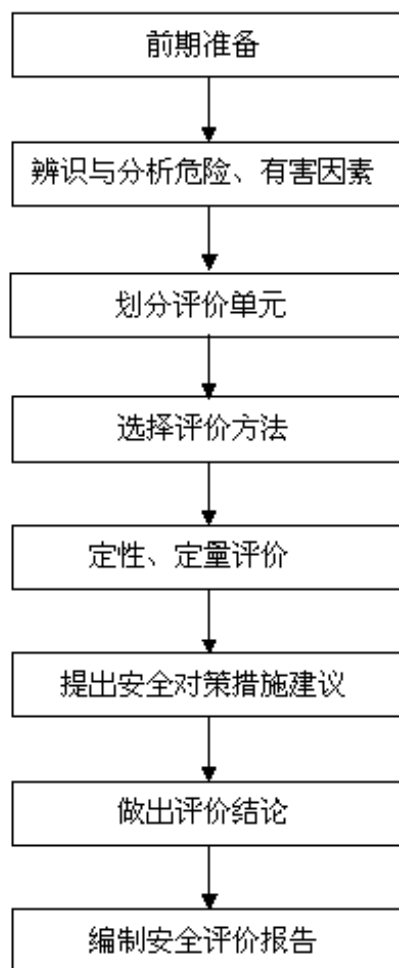 前期准备
辨识与分析危险、有害因素
划分评价单元
选择评价方法
定性、定量评价
提出安全对策措施建议
做出评价结论
编制安全评价报告